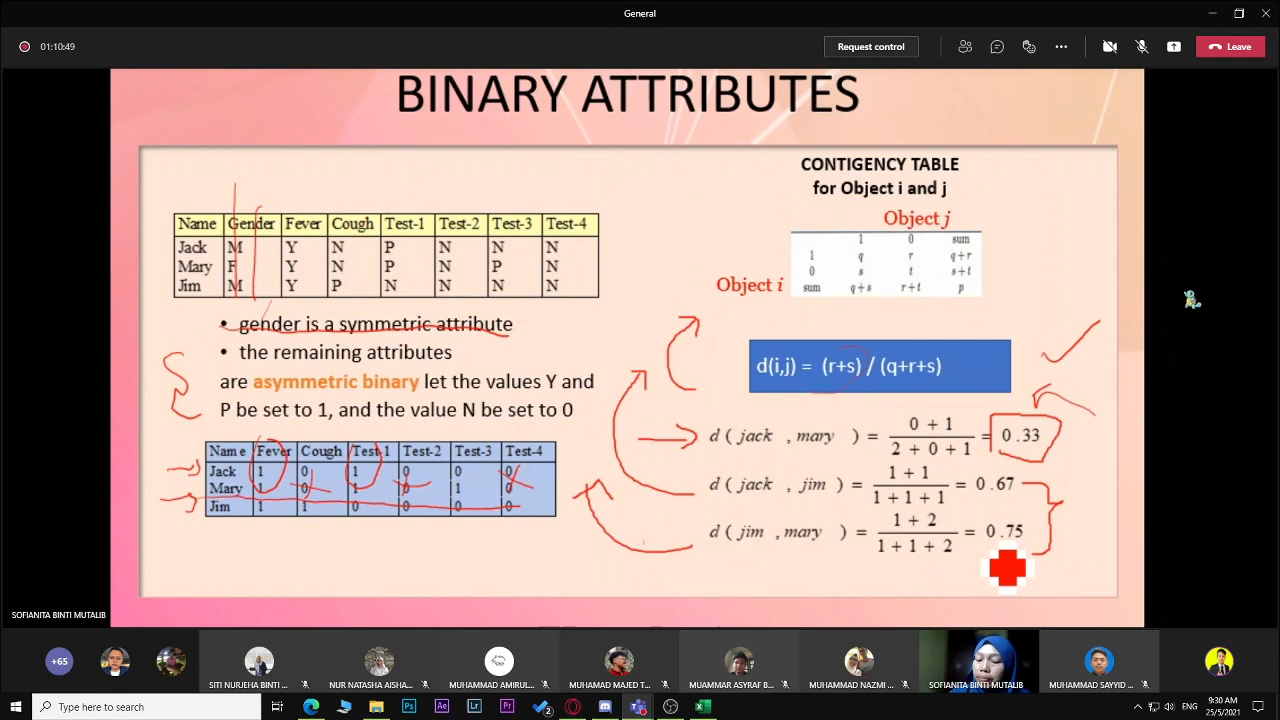 General
01:10:49
Request control
Leave
BINARY ATTRIBUTES
CONTIGENCY TABLE
for Object i and j
Object j
1 0 sum
1 q r q+r
0 s t s+t
sum q+s r+t p
Object i
Name Gender Fever Cough Test-1 Test-2 Test-3 Test-4
Jack M Y N P N N N
Mary F Y N P N P N
Jim M Y P N N N N
• gender is a symmetric attribute
• the remaining attributes
are asymmetric binary let the values Y and
P be set to 1, and the value N be set to 0
Name Fever Cough Test-1 Test-2 Test-3 Test-4
Jack 1 0 1 0 0 0
Mary 1 0 1 0 1 0
Jim 1 1 0 0 0 0
d(i,j) = (r+s) / (q+r+s)
d ( jack , mary ) = 0 + 1 / 2 + 0 + 1 = 0.33
d ( jack , jim ) = 1 + 1 / 1 + 1 + 1 = 0.67
d ( jim , mary ) = 1 + 2 / 1 + 1 + 2 = 0.75
SOFIANITA BINTI MUTALIB
+65
SITI NURJEHA BINTI ...
NUR NATASHA AISHA...
MUHAMMAD AMIRUL...
MUHAMAD MAJED T...
MUAMMAR ASYRAF B...
MUHAMMAD NAZMI ...
SOFIANITA BINTI MUTALIB
MUHAMMAD SAYYID ...
Type here to search
Ps
Ae
Lr
Pr
2
ENG
9:30 AM
25/5/2021